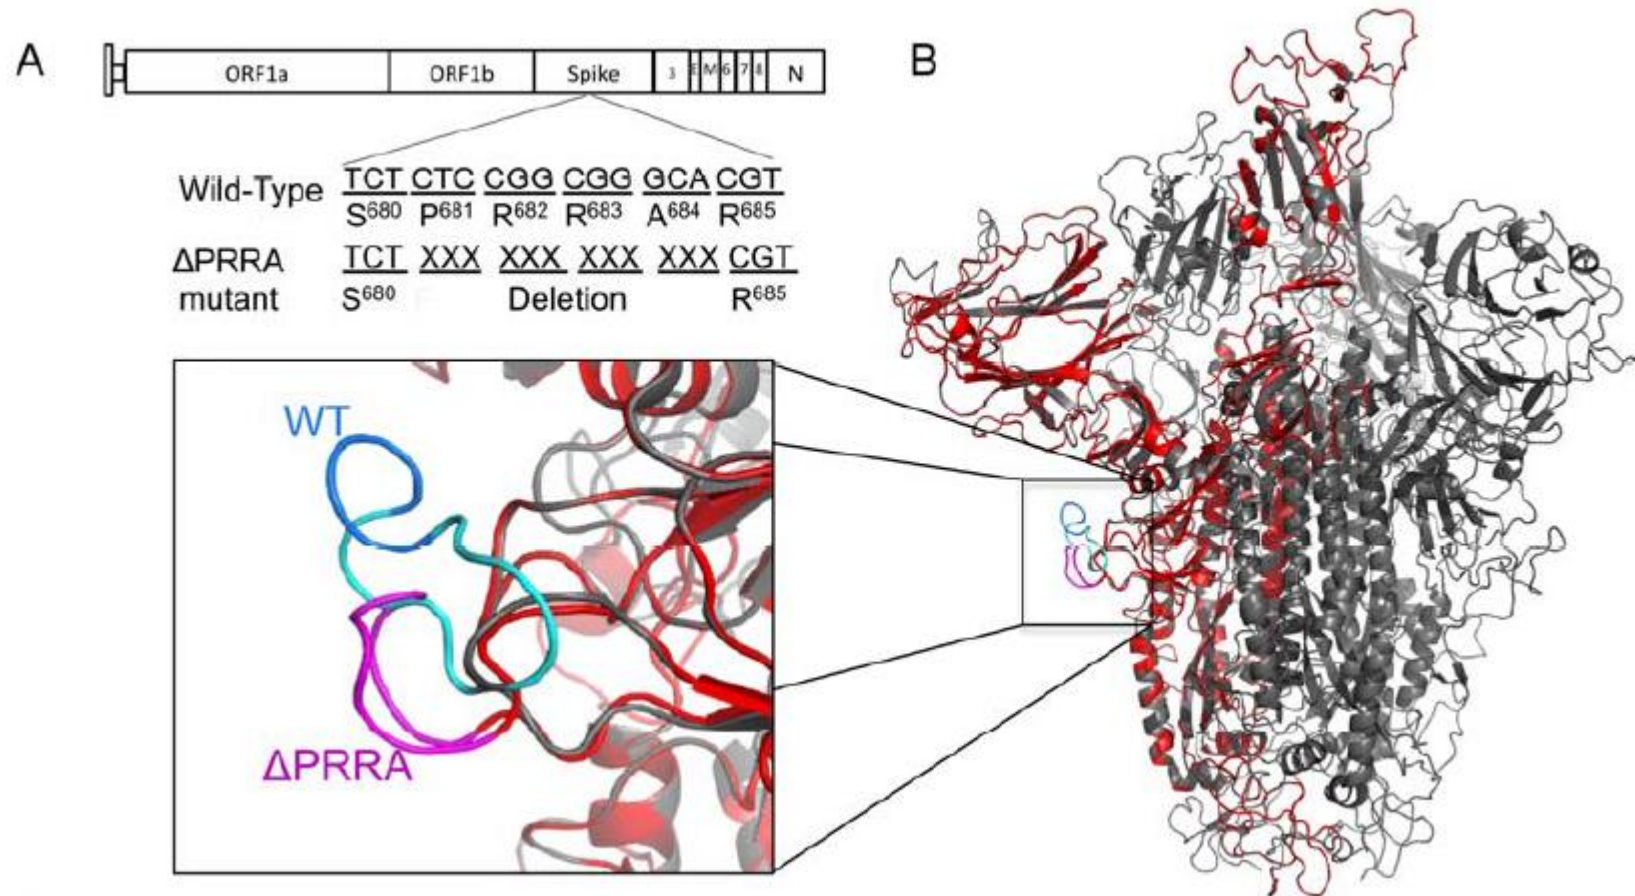 A
B
ORF1a ORF1b Spike 3 E M 6 7 8 N
Wild-Type TCT CTC CGG CGG GCA CGT
S680 P681 R682 R683 A684 R685
ΔPRRA mutant TCT XXX XXX XXX XXX CGT
S680 Deletion R685
WT
ΔPRRA